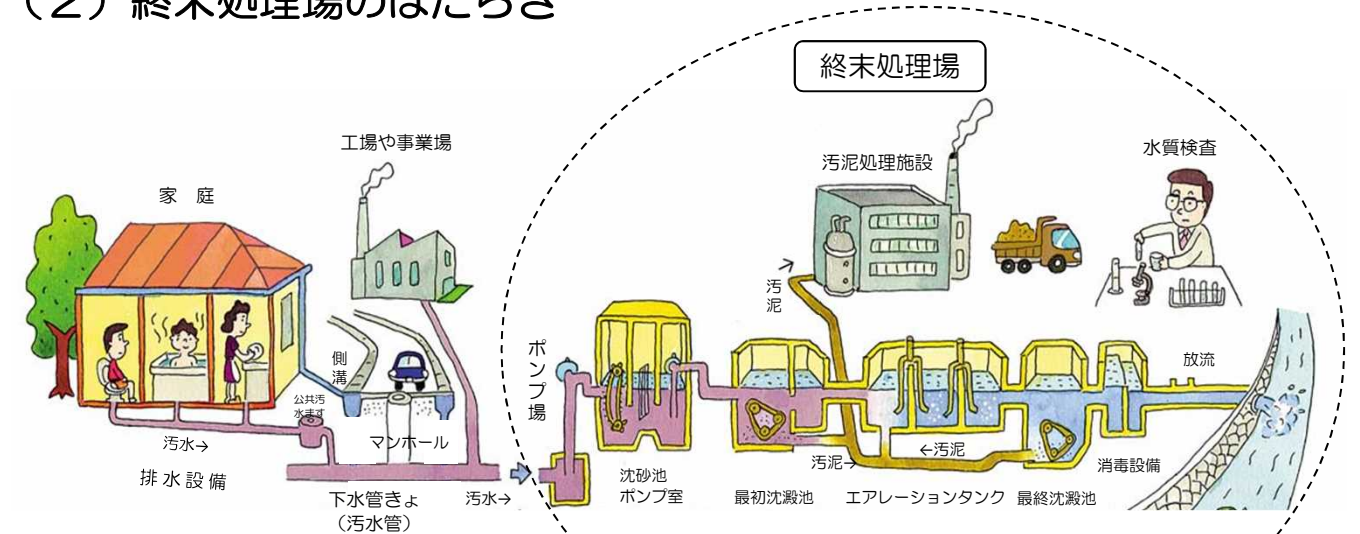 （２）終末処理場のはたらき
終末処理場
工場や事業場
家　庭
汚泥処理施設
水質検査
汚泥
側溝
ポンプ場
放流
公共汚
水ます
マンホール
汚水→
←汚泥
汚泥→
消毒設備
排水設備
沈砂池
ポンプ室
最初沈澱池
エアレーションタンク
最終沈澱池
下水管きょ
（汚水管）
汚水→